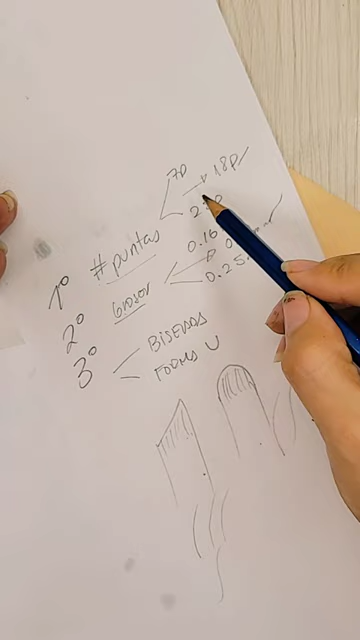 7P → 18P ✓
1º # puntas
0.16
2º Grosor
0.25
3º BISELADAS
FORMA U